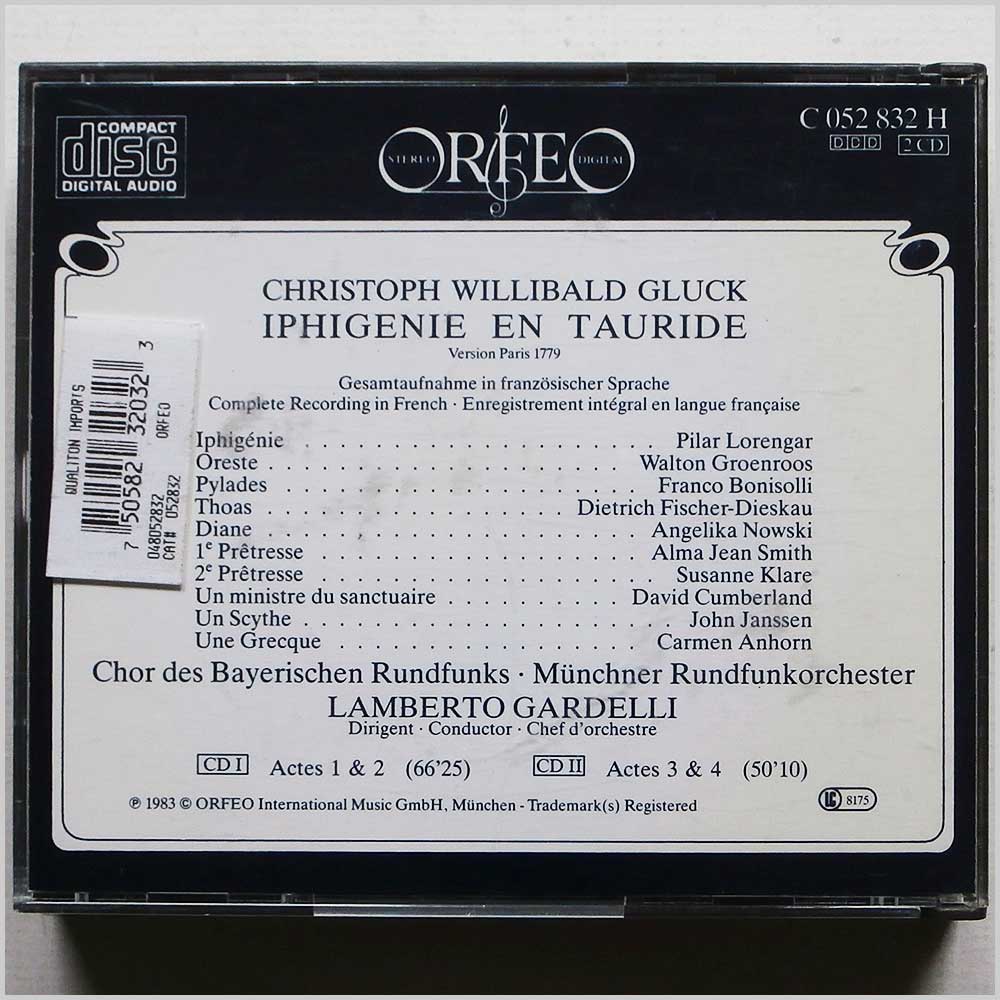 COMPACT
disc
DIGITAL AUDIO
STEREO ORFEO DIGITAL
C 052 832 H
DDD 2 CD
CHRISTOPH WILLIBALD GLUCK
IPHIGENIE EN TAURIDE
Version Paris 1779
Gesamtaufnahme in französischer Sprache
Complete Recording in French · Enregistrement intégral en langue française
Iphigénie . . . . . . . . . . . . . . . . . . . . . Pilar Lorengar
Oreste . . . . . . . . . . . . . . . . . . . . . Walton Groenroos
Pylades . . . . . . . . . . . . . . . . . . . . . Franco Bonisolli
Thoas . . . . . . . . . . . . . . . . . . Dietrich Fischer-Dieskau
Diane . . . . . . . . . . . . . . . . . . . . . Angelika Nowski
1e Prêtresse . . . . . . . . . . . . . . . . . . Alma Jean Smith
2e Prêtresse . . . . . . . . . . . . . . . . . . . Susanne Klare
Un ministre du sanctuaire . . . . . . . . . . David Cumberland
Un Scythe . . . . . . . . . . . . . . . . . . . . . John Janssen
Une Grecque . . . . . . . . . . . . . . . . . . Carmen Anhorn
Chor des Bayerischen Rundfunks · Münchner Rundfunkorchester
LAMBERTO GARDELLI
Dirigent · Conductor · Chef d'orchestre
CD I Actes 1 & 2 (66'25) CD II Actes 3 & 4 (50'10)
℗ 1983 © ORFEO International Music GmbH, München - Trademark(s) Registered
LC 8175
QUALITON IMPORTS
7 50582 32032 3
ORFEO
048D52832
CAT# 052832